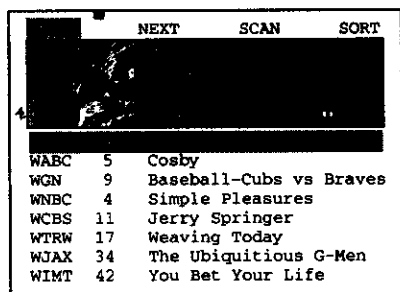 NEXT SCAN SORT
WABC 5 Cosby
WGN 9 Baseball-Cubs vs Braves
WNBC 4 Simple Pleasures
WCBS 11 Jerry Springer
WTRW 17 Weaving Today
WJAX 34 The Ubiquitious G-Men
WIMT 42 You Bet Your Life